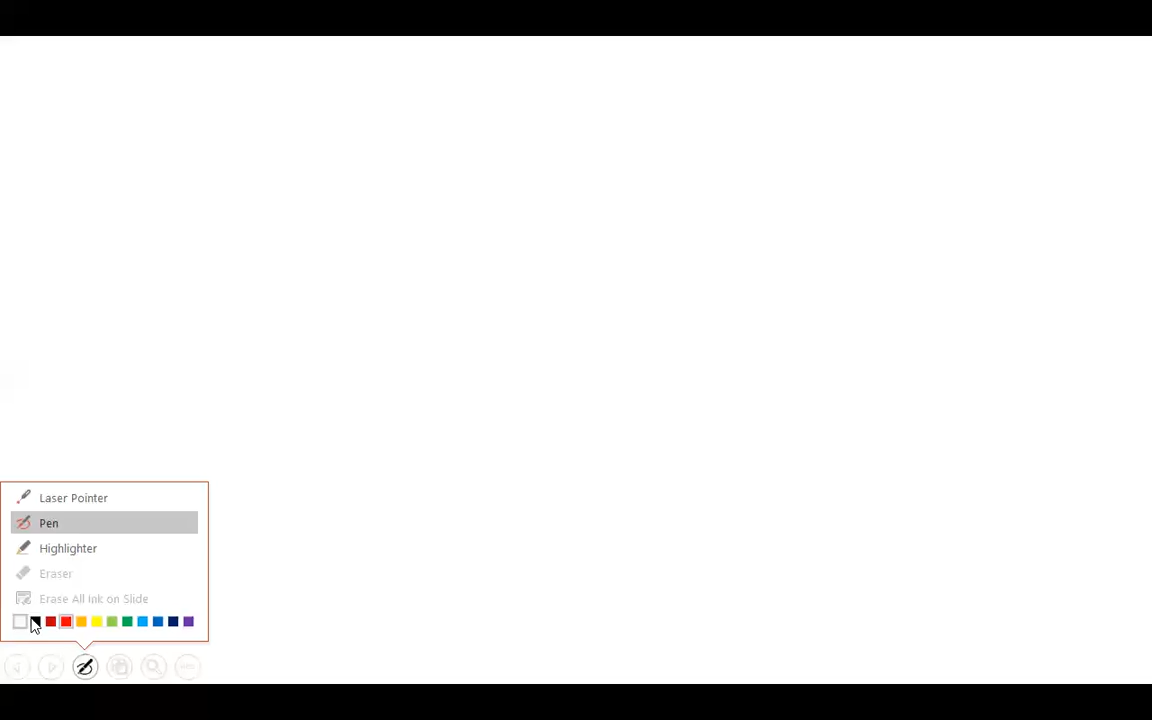 Laser Pointer
Pen
Highlighter
Eraser
Erase All Ink on Slide